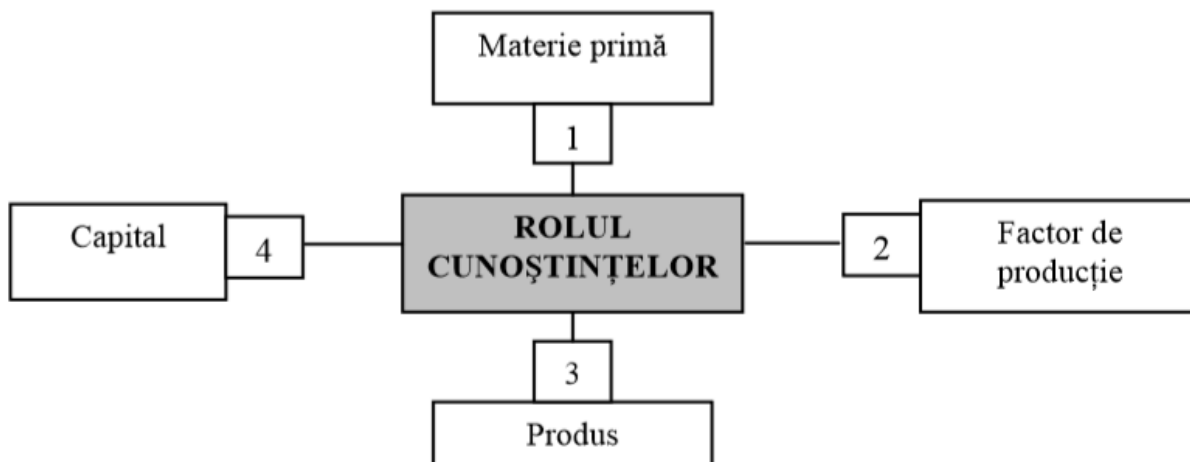 Materie primă
1
Capital
4
ROLUL
CUNOŞTINȚELOR
2
Factor de
producție
3
Produs